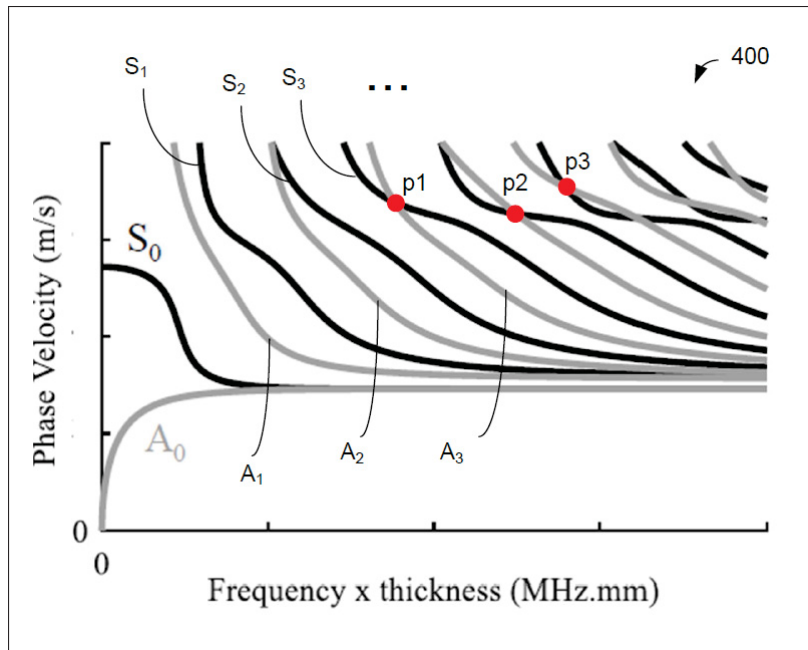 S1
S2
S3
...
400
p1
p2
p3
S0
A0
A1
A2
A3
Phase Velocity (m/s)
0
0
Frequency x thickness (MHz.mm)